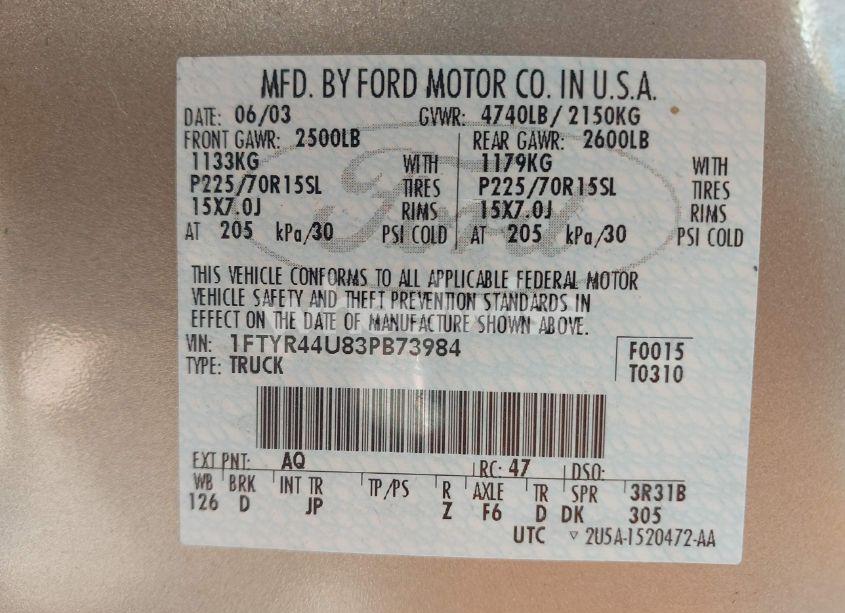 MFD. BY FORD MOTOR CO. IN U.S.A.
DATE: 06/03 GVWR: 4740LB/ 2150KG
FRONT GAWR: 2500LB REAR GAWR: 2600LB
1133KG WITH 1179KG WITH
P225/70R15SL TIRES P225/70R15SL TIRES
15X7.0J RIMS 15X7.0J RIMS
AT 205 kPa/30 PSI COLD AT 205 kPa/30 PSI COLD
Ford
THIS VEHICLE CONFORMS TO ALL APPLICABLE FEDERAL MOTOR
VEHICLE SAFETY AND THEFT PREVENTION STANDARDS IN
EFFECT ON THE DATE OF MANUFACTURE SHOWN ABOVE.
VIN: 1FTYR44U83PB73984 F0015
TYPE: TRUCK T0310
EXT PNT: AQ RC: 47 DSO:
WB BRK INT TR TP/PS R AXLE TR SPR 3R31B
126 D JP Z F6 D DK 305
UTC ▽ 2U5A-1520472-AA